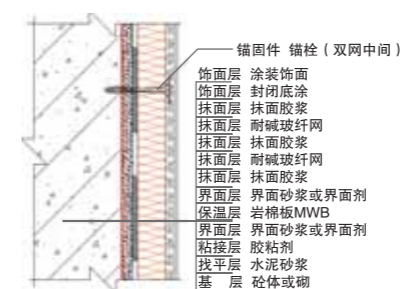 锚固件 锚栓（双网中间）
饰面层 涂装饰面
饰面层 封闭底涂
抹面层 抹面胶浆
抹面层 耐碱玻纤网
抹面层 抹面胶浆
抹面层 耐碱玻纤网
抹面层 抹面胶浆
界面层 界面砂浆或界面剂
保温层 岩棉板MWB
界面层 界面砂浆或界面剂
粘接层 胶粘剂
找平层 水泥砂浆
基 层 砼体或砌